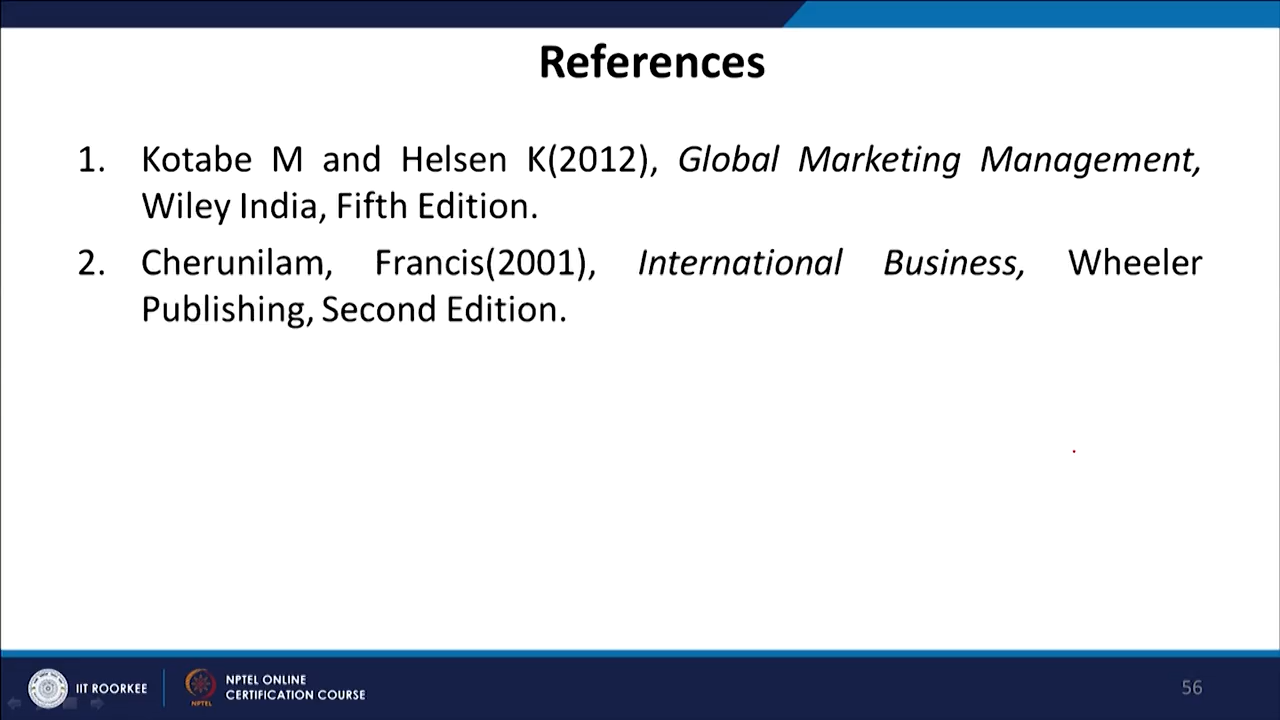 References
1. Kotabe M and Helsen K(2012), Global Marketing Management,
Wiley India, Fifth Edition.
2. Cherunilam, Francis(2001), International Business, Wheeler
Publishing, Second Edition.
IIT ROORKEE
NPTEL
NPTEL ONLINE
CERTIFICATION COURSE
56